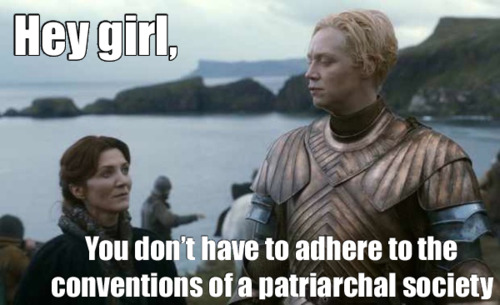 Hey girl,
You don't have to adhere to the
conventions of a patriarchal society